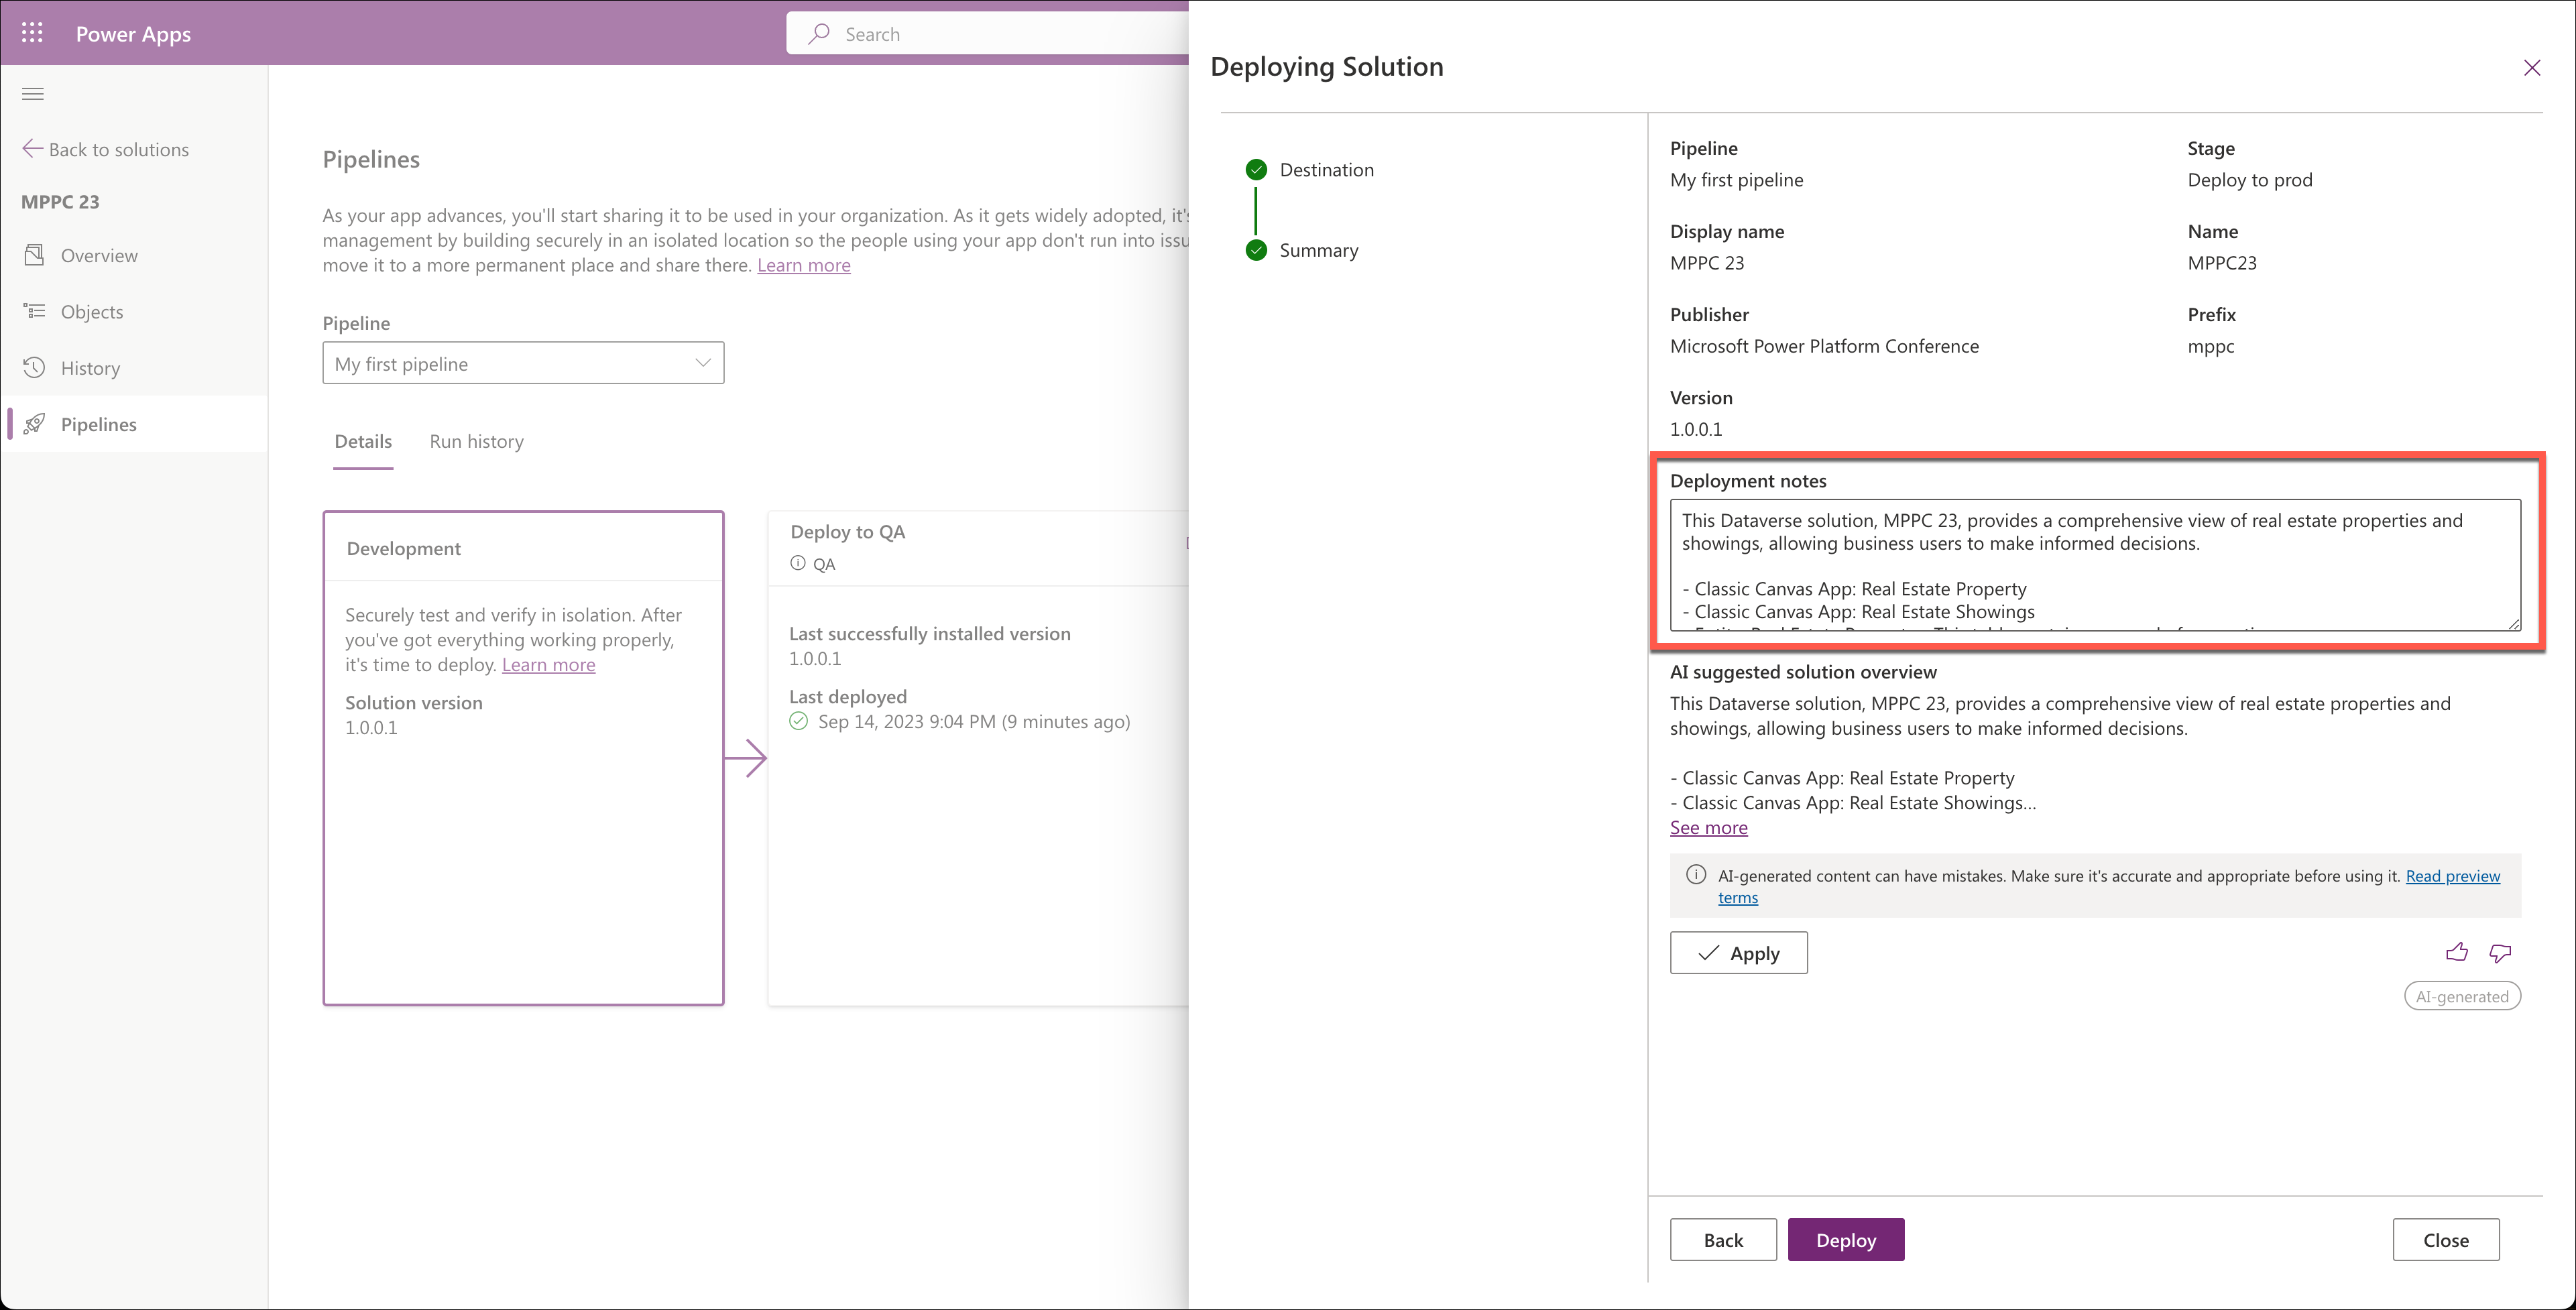 Power Apps
Search
Back to solutions
MPPC 23
Overview
Objects
History
Pipelines
Pipelines
As your app advances, you'll start sharing it to be used in your organization. As it gets widely adopted, it's
management by building securely in an isolated location so the people using your app don't run into issu
move it to a more permanent place and share there. Learn more
Pipeline
My first pipeline
Details
Run history
Development
Securely test and verify in isolation. After
you've got everything working properly,
it's time to deploy. Learn more
Solution version
1.0.0.1
Deploy to QA
QA
Last successfully installed version
1.0.0.1
Last deployed
Sep 14, 2023 9:04 PM (9 minutes ago)
Deploying Solution
Destination
Summary
Pipeline
My first pipeline
Stage
Deploy to prod
Display name
MPPC 23
Name
MPPC23
Publisher
Microsoft Power Platform Conference
Prefix
mppc
Version
1.0.0.1
Deployment notes
This Dataverse solution, MPPC 23, provides a comprehensive view of real estate properties and
showings, allowing business users to make informed decisions.
- Classic Canvas App: Real Estate Property
- Classic Canvas App: Real Estate Showings
AI suggested solution overview
This Dataverse solution, MPPC 23, provides a comprehensive view of real estate properties and
showings, allowing business users to make informed decisions.
- Classic Canvas App: Real Estate Property
- Classic Canvas App: Real Estate Showings...
See more
AI-generated content can have mistakes. Make sure it's accurate and appropriate before using it. Read preview
terms
Apply
AI-generated
Back
Deploy
Close